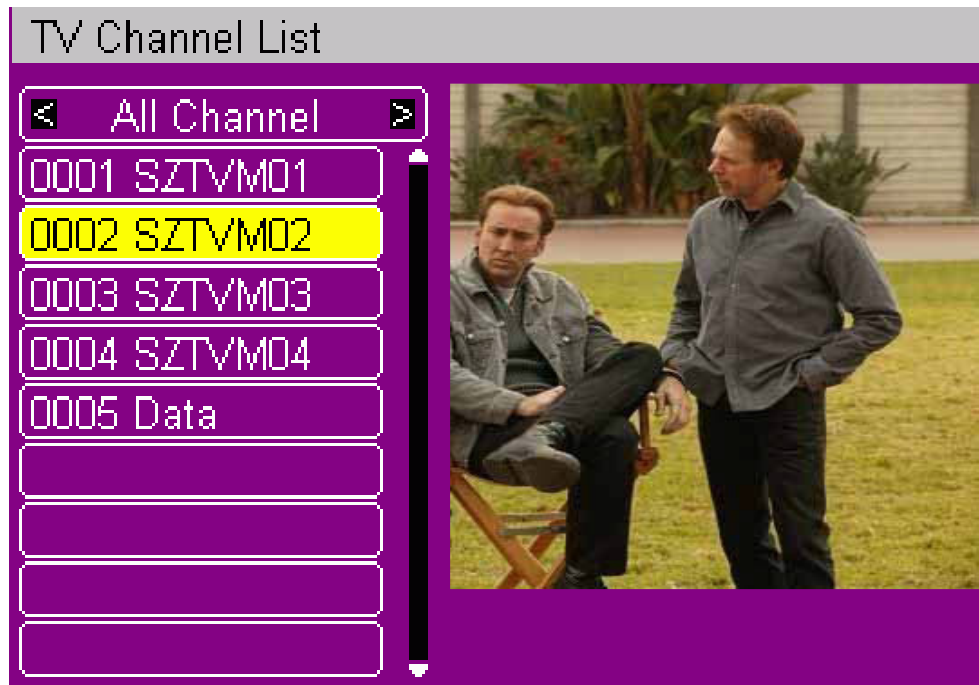 TV Channel List
< All Channel >
0001 SZTVM01
0002 SZTVM02
0003 SZTVM03
0004 SZTVM04
0005 Data